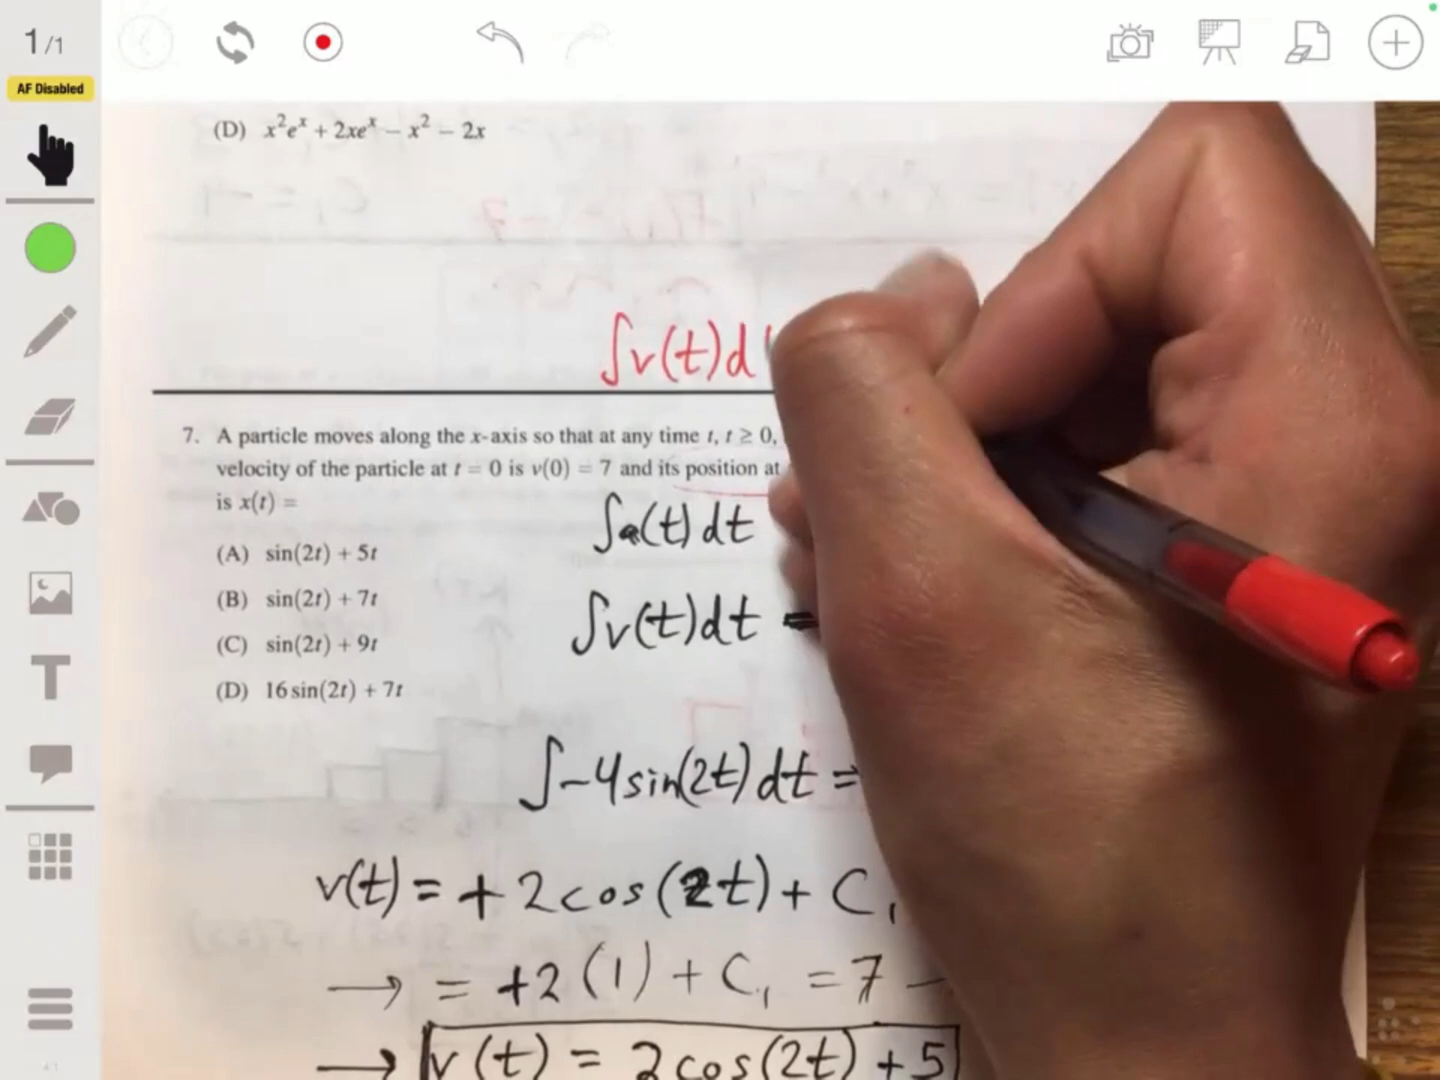 1/1
AF Disabled
(D) x²eˣ + 2xeˣ − x² − 2x
∫v(t)d
7. A particle moves along the x-axis so that at any time t, t ≥ 0,
velocity of the particle at t = 0 is v(0) = 7 and its position at
is x(t) =
∫a(t)dt
(A) sin(2t) + 5t
(B) sin(2t) + 7t
∫v(t)dt =
(C) sin(2t) + 9t
(D) 16 sin(2t) + 7t
∫-4sin(2t)dt =
v(t) = +2cos(2t) + C₁
→ = +2(1) + C₁ = 7
→ v(t) = 2cos(2t) + 5
T